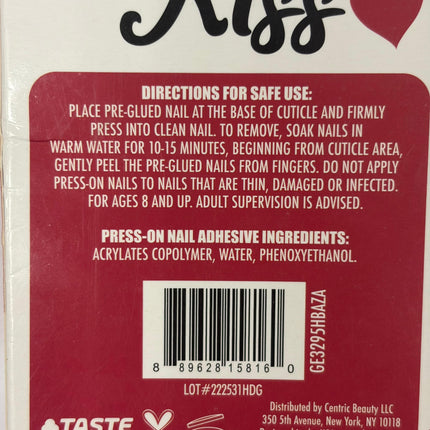 Kiss
DIRECTIONS FOR SAFE USE:
PLACE PRE-GLUED NAIL AT THE BASE OF CUTICLE AND FIRMLY
PRESS INTO CLEAN NAIL. TO REMOVE, SOAK NAILS IN
WARM WATER FOR 10-15 MINUTES, BEGINNING FROM CUTICLE AREA,
GENTLY PEEL THE PRE-GLUED NAILS FROM FINGERS. DO NOT APPLY
PRESS-ON NAILS TO NAILS THAT ARE THIN, DAMAGED OR INFECTED.
FOR AGES 8 AND UP. ADULT SUPERVISION IS ADVISED.
PRESS-ON NAIL ADHESIVE INGREDIENTS:
ACRYLATES COPOLYMER, WATER, PHENOXYETHANOL.
8 89628 15816 0
GE3295HBAZA
LOT#222531HDG
TASTE
Distributed by Centric Beauty LLC
350 5th Avenue, New York, NY 10118